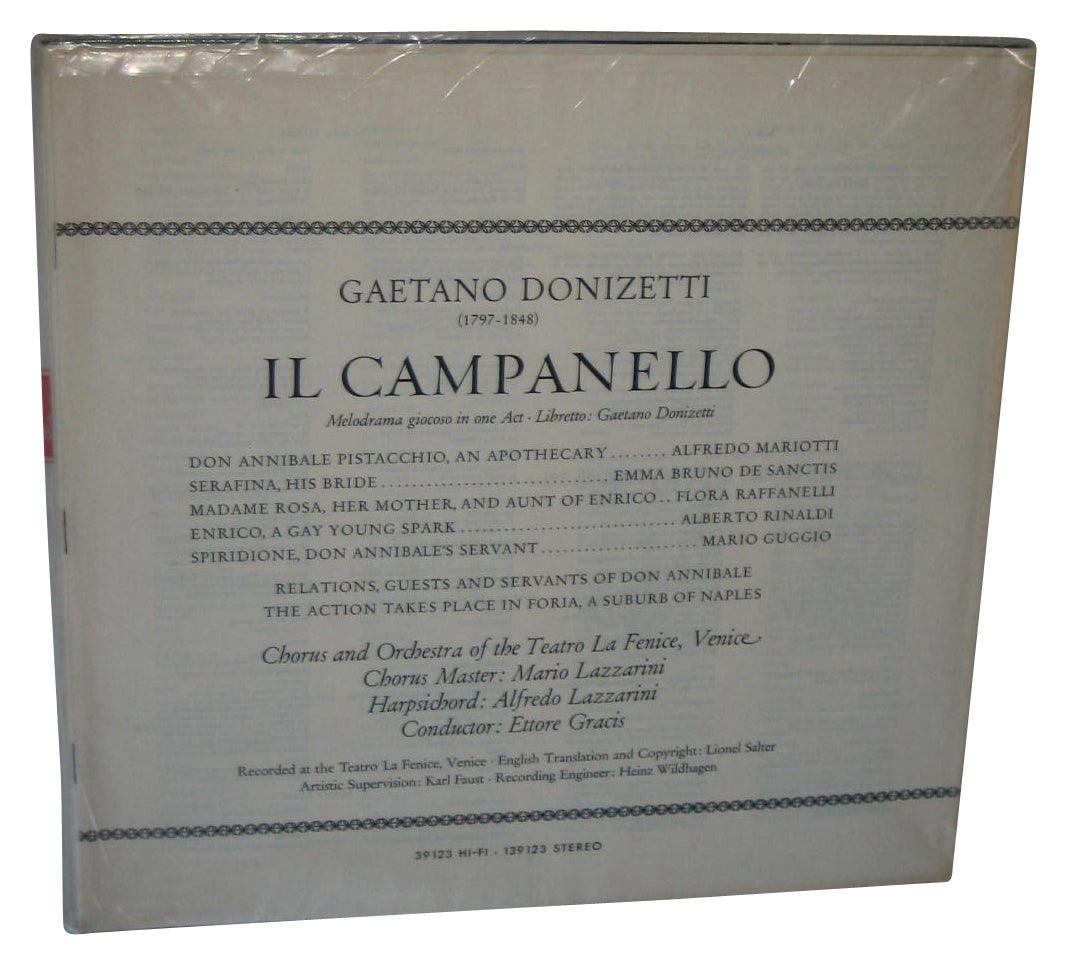 GAETANO DONIZETTI
(1797-1848)
IL CAMPANELLO
Melodrama giocoso in one Act · Libretto: Gaetano Donizetti
DON ANNIBALE PISTACCHIO, AN APOTHECARY ........ ALFREDO MARIOTTI
SERAFINA, HIS BRIDE ................................ EMMA BRUNO DE SANCTIS
MADAME ROSA, HER MOTHER, AND AUNT OF ENRICO .. FLORA RAFFANELLI
ENRICO, A GAY YOUNG SPARK .............................. ALBERTO RINALDI
SPIRIDIONE, DON ANNIBALE'S SERVANT ...................... MARIO GUGGIO
RELATIONS, GUESTS AND SERVANTS OF DON ANNIBALE
THE ACTION TAKES PLACE IN FORIA, A SUBURB OF NAPLES
Chorus and Orchestra of the Teatro La Fenice, Venice
Chorus Master: Mario Lazzarini
Harpsichord: Alfredo Lazzarini
Conductor: Ettore Gracis
Recorded at the Teatro La Fenice, Venice · English Translation and Copyright: Lionel Salter
Artistic Supervision: Karl Faust · Recording Engineer: Heinz Wildhagen
39123 HI-FI · 139123 STEREO